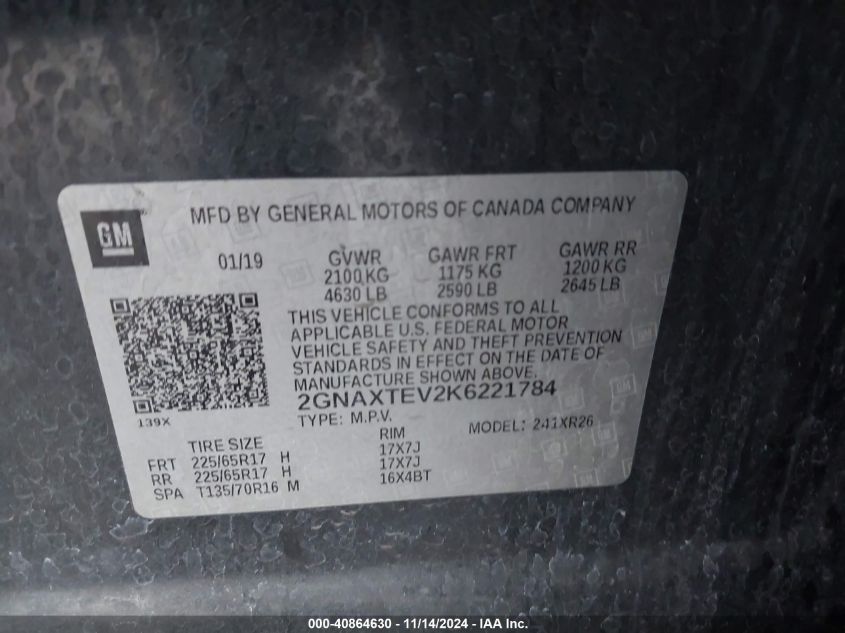 GM
MFD BY GENERAL MOTORS OF CANADA COMPANY
01/19
GVWR GAWR FRT GAWR RR
2100 KG 1175 KG 1200 KG
4630 LB 2590 LB 2645 LB
THIS VEHICLE CONFORMS TO ALL
APPLICABLE U.S. FEDERAL MOTOR
VEHICLE SAFETY AND THEFT PREVENTION
STANDARDS IN EFFECT ON THE DATE OF
MANUFACTURE SHOWN ABOVE.
2GNAXTEV2K6221784
139X
TYPE: M.P.V. MODEL: 241XR26
TIRE SIZE RIM
FRT 225/65R17 H 17X7J
RR 225/65R17 H 17X7J
SPA T135/70R16 M 16X4BT
000-40864630 - 11/14/2024 - IAA Inc.